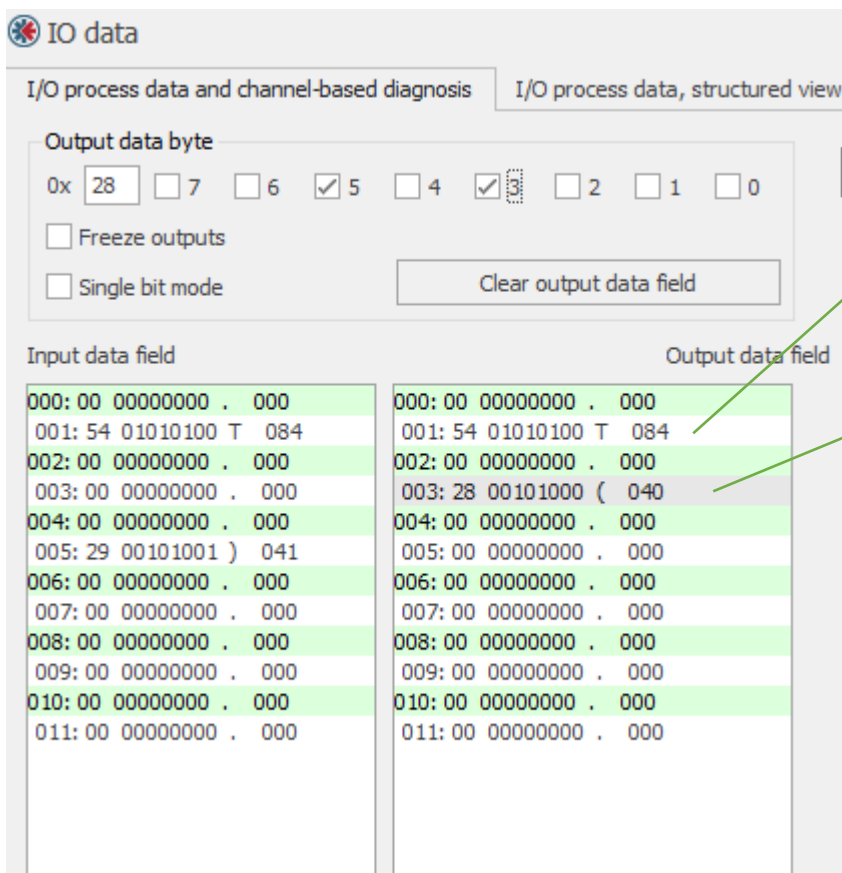 IO data
I/O process data and channel-based diagnosis I/O process data, structured view
Output data byte
0x 28 7 6 5 4 3 2 1 0
Freeze outputs
Single bit mode Clear output data field
Input data field Output data field
000: 00 00000000 . 000 000: 00 00000000 . 000
001: 54 01010100 T 084 001: 54 01010100 T 084
002: 00 00000000 . 000 002: 00 00000000 . 000
003: 00 00000000 . 000 003: 28 00101000 ( 040
004: 00 00000000 . 000 004: 00 00000000 . 000
005: 29 00101001 ) 041 005: 00 00000000 . 000
006: 00 00000000 . 000 006: 00 00000000 . 000
007: 00 00000000 . 000 007: 00 00000000 . 000
008: 00 00000000 . 000 008: 00 00000000 . 000
009: 00 00000000 . 000 009: 00 00000000 . 000
010: 00 00000000 . 000 010: 00 00000000 . 000
011: 00 00000000 . 000 011: 00 00000000 . 000